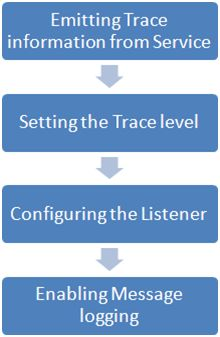 Emitting Trace
information from Service
Setting the Trace level
Configuring the Listener
Enabling Message
logging